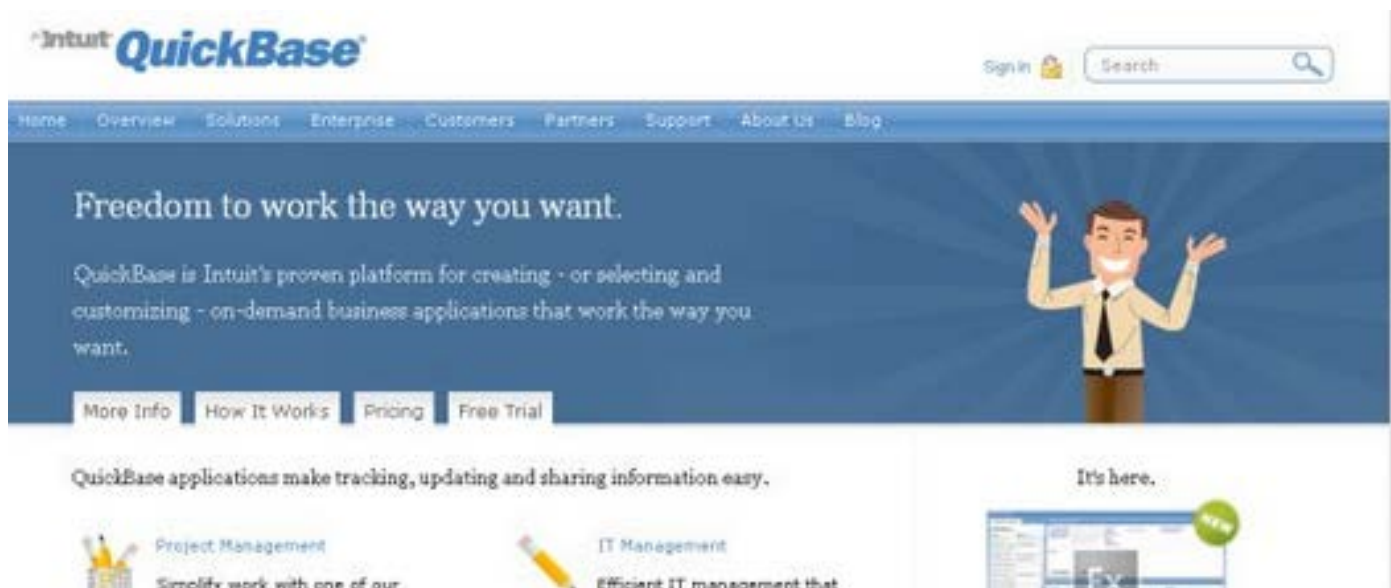 Intuit QuickBase
Sign in
Search
Home Overview Solutions Enterprise Customers Partners Support About Us Blog
Freedom to work the way you want.
QuickBase is Intuit's proven platform for creating - or selecting and
customizing - on-demand business applications that work the way you
want.
More Info How It Works Pricing Free Trial
QuickBase applications make tracking, updating and sharing information easy.
It's here.
NEW
Project Management
IT Management
Ex
Simplify work with one of our
Efficient IT management that